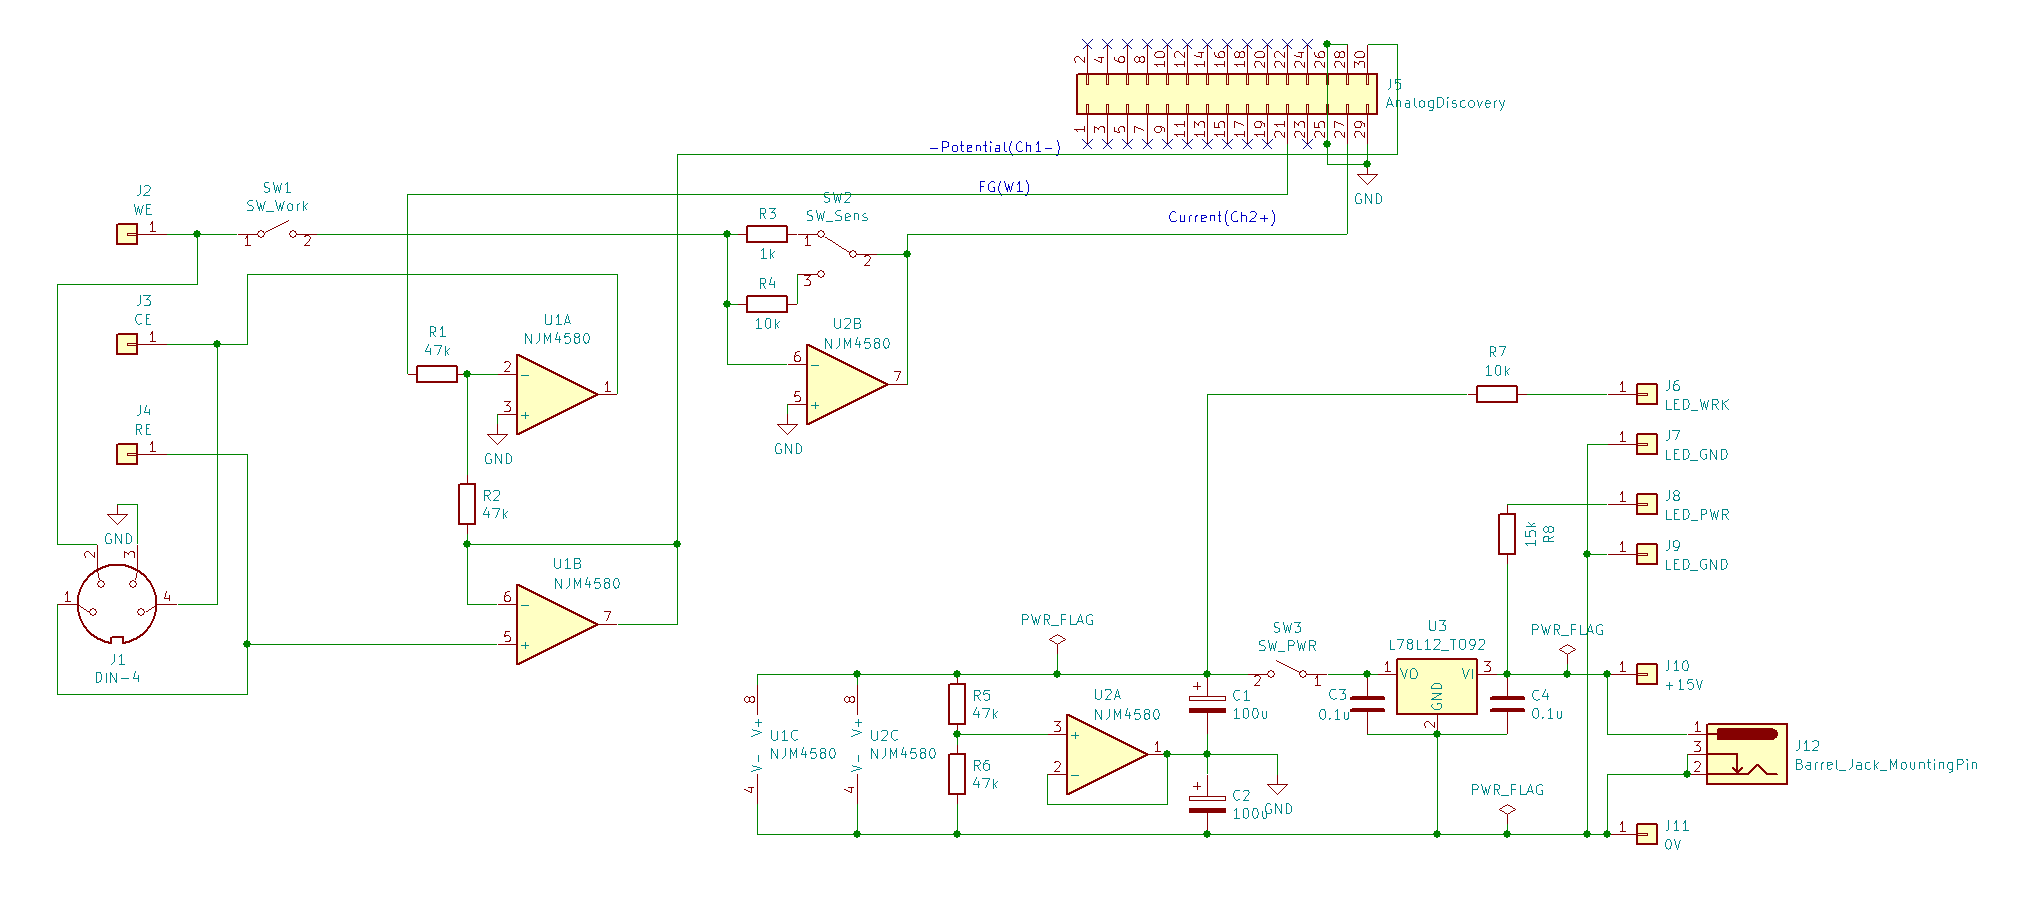 2 4 6 8 10 12 14 16 18 20 22 24 26 28 30
J5
AnalogDiscovery
1 3 5 7 9 11 13 15 17 19 21 23 25 27 29
-Potential(Ch1-)
GND
FG(W1)
Current(Ch2+)
J2
WE
1
SW1
SW_Work
1 2
R3
1k
SW2
SW_Sens
1
2
3
R4
10k
J3
CE
1
R1
47k
U1A
NJM4580
2
3
1
GND
U2B
NJM4580
6
5
7
GND
J4
RE
1
R2
47k
GND
2 3
1 4
J1
DIN-4
U1B
NJM4580
6
5
7
R7
10k
1
J6
LED_WRK
1
J7
LED_GND
1
J8
LED_PWR
15k
R8
1
J9
LED_GND
PWR_FLAG
SW3
SW_PWR
2 1
U3
L78L12_TO92
1 VO VI 3
GND
2
PWR_FLAG
1
J10
+15V
8
V+
U1C
NJM4580
V-
4
8
V+
U2C
NJM4580
V-
4
R5
47k
R6
47k
U2A
NJM4580
3
2
1
+
C1
100u
+
C2
100u
GND
C3
0.1u
C4
0.1u
1
3
2
J12
Barrel_Jack_MountingPin
PWR_FLAG
1
J11
0V